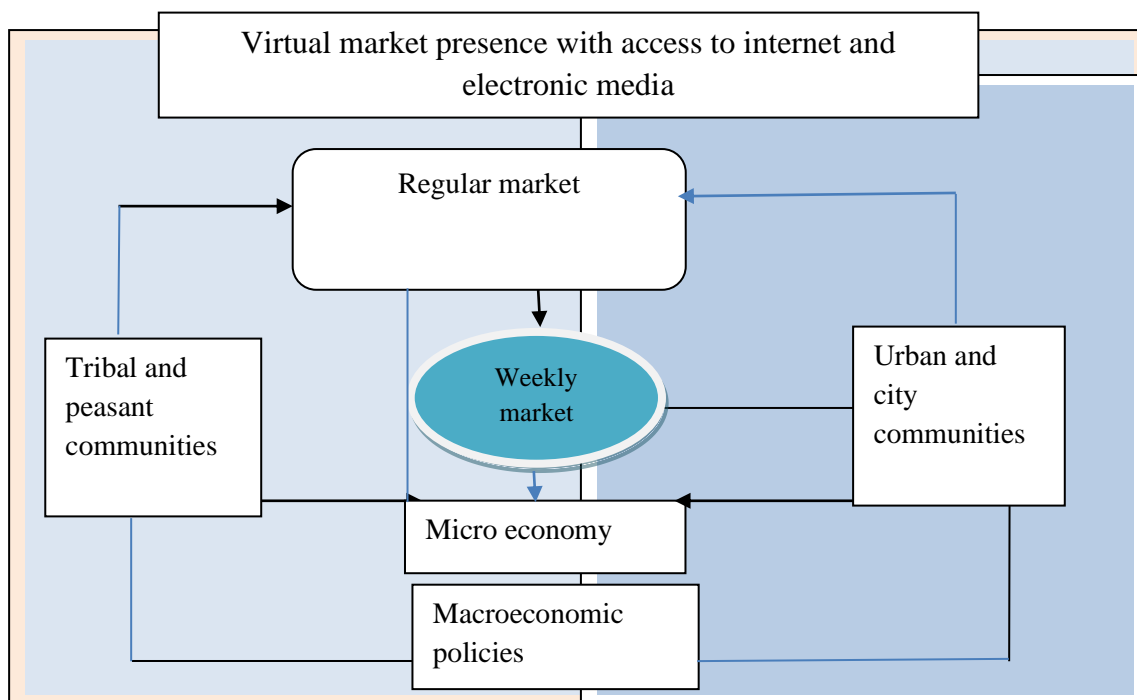 Virtual market presence with access to internet and
electronic media
Regular market
Tribal and
peasant
communities
Weekly
market
Urban and
city
communities
Micro economy
Macroeconomic
policies